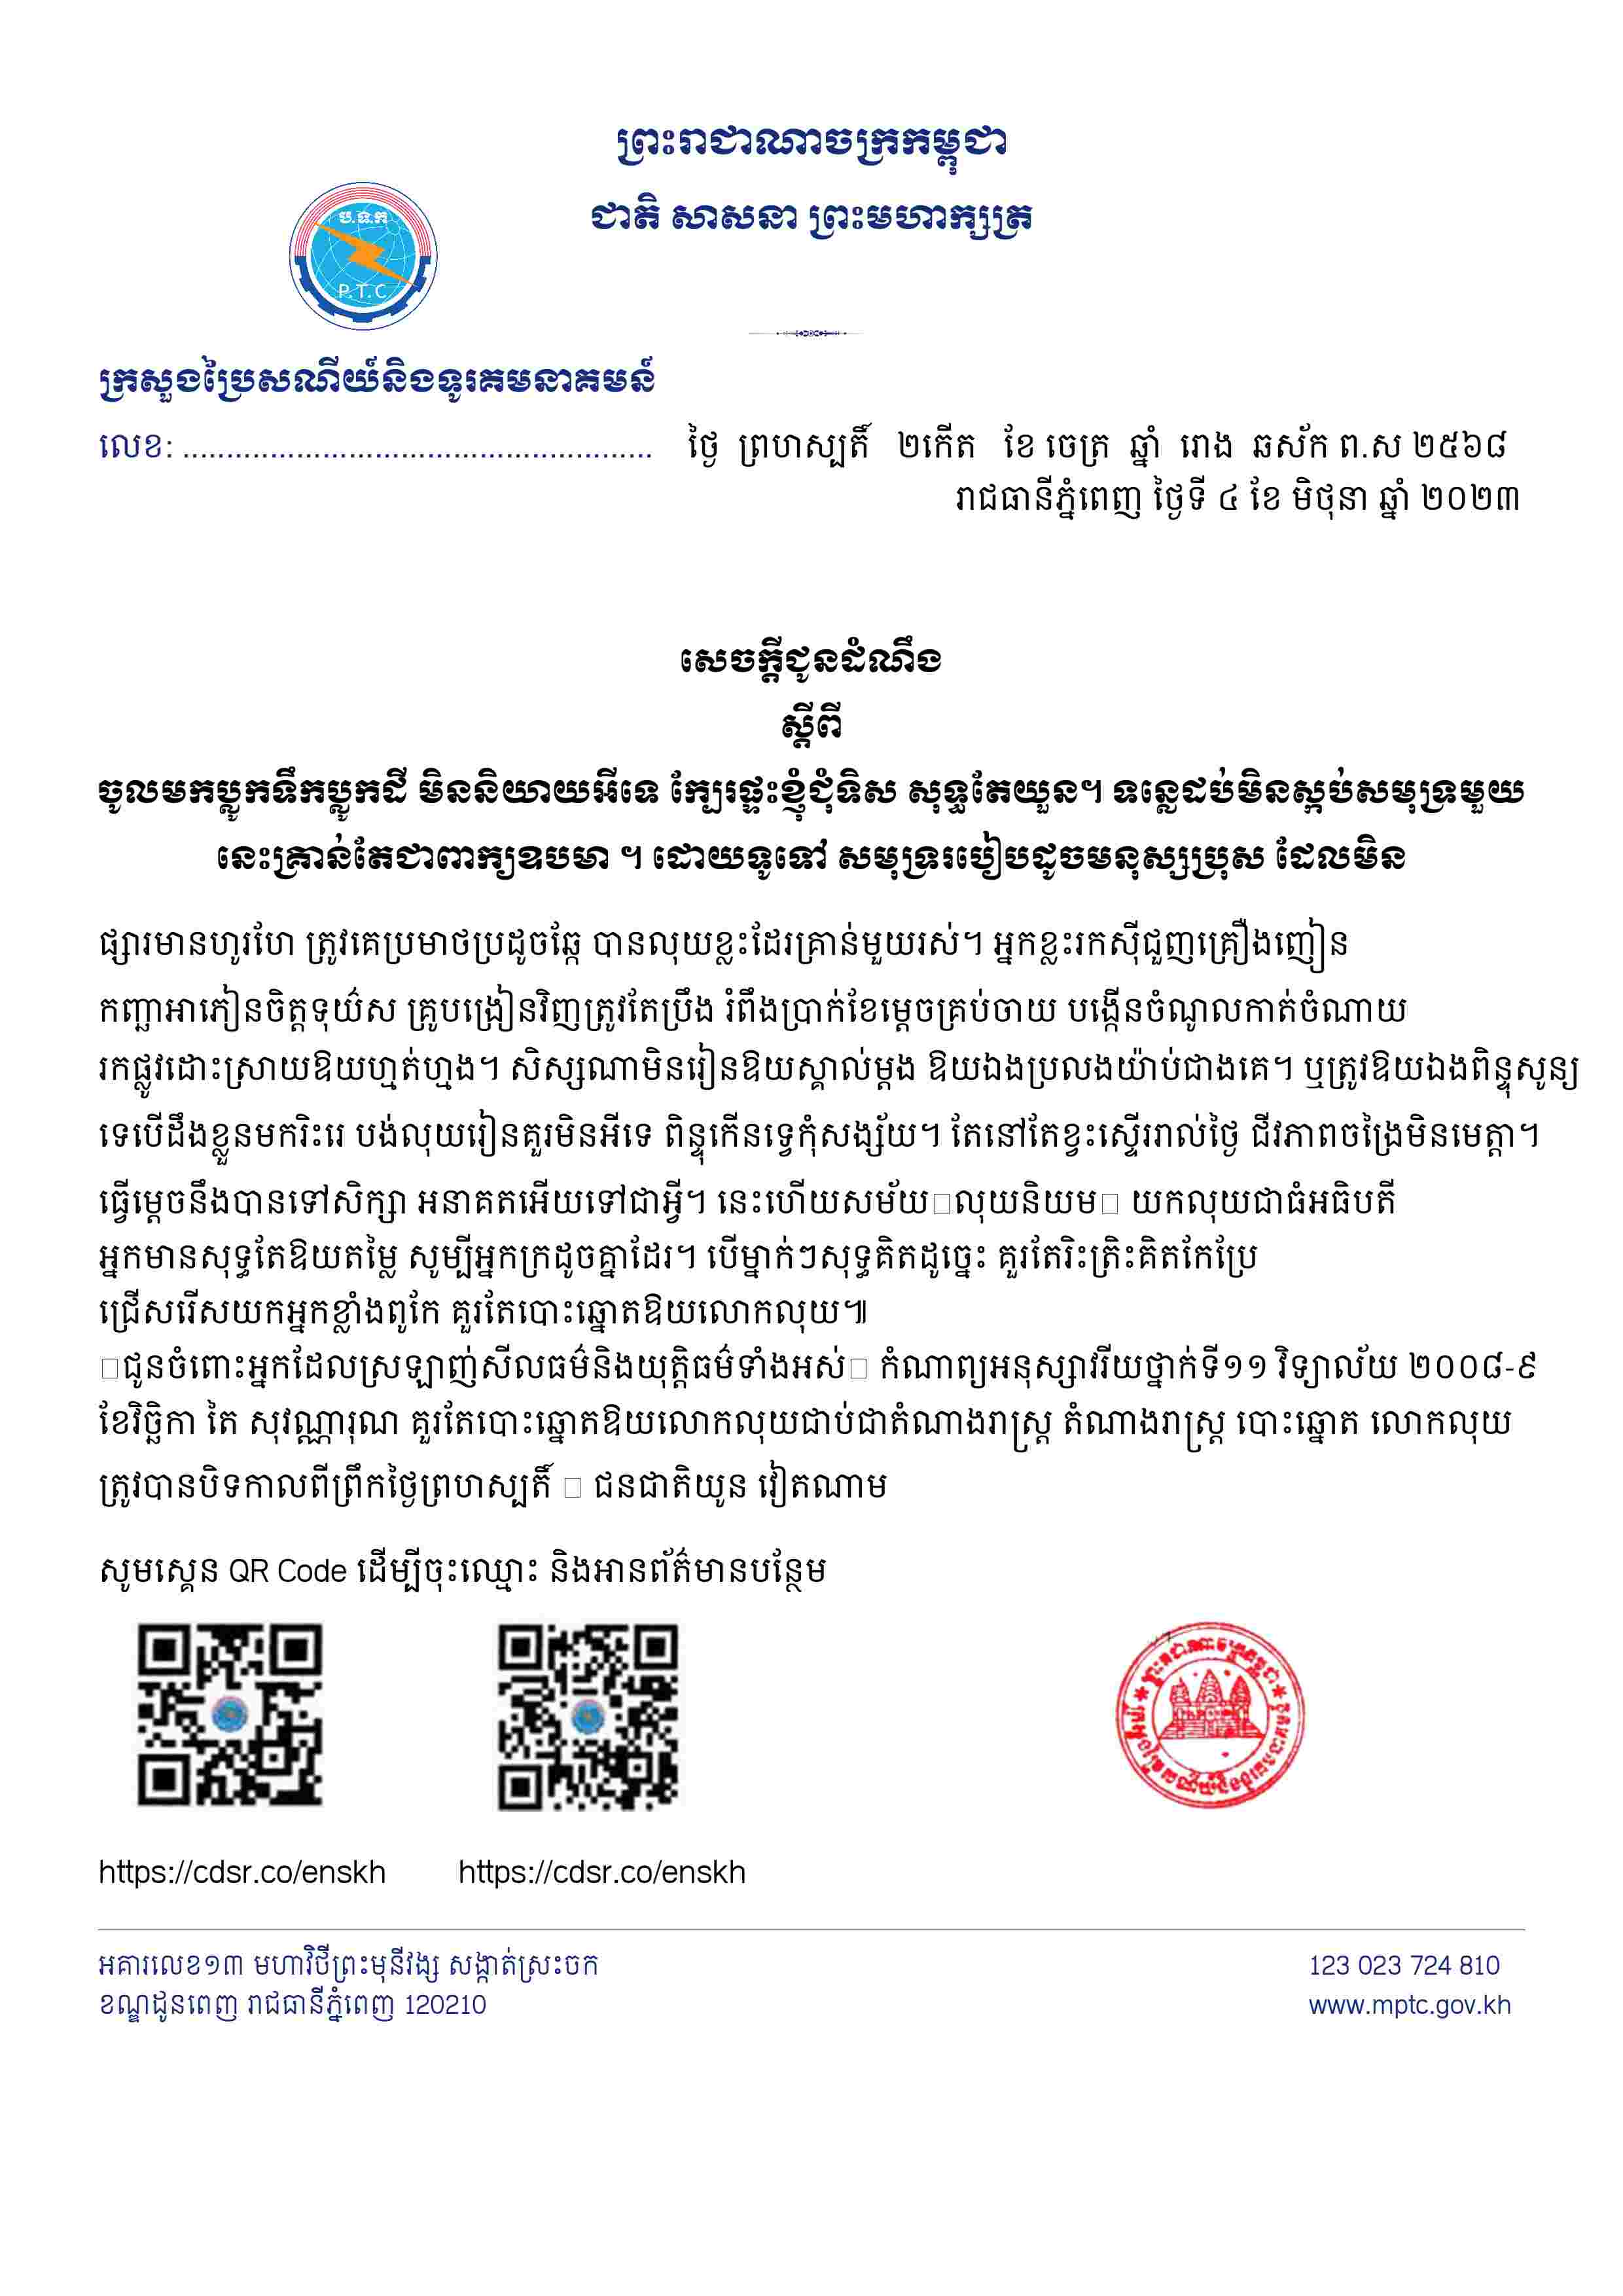 ព្រះរាជាណាចក្រកម្ពុជា
ជាតិ សាសនា ព្រះមហាក្សត្រ
ប.ទ.ក
P.T.C
ក្រសួងប្រៃសណីយ៍និងទូរគមនាគមន៍
លេខ: ......................................................
ថ្ងៃ ព្រហស្បតិ៍ ២កើត ខែ ចេត្រ ឆ្នាំ រោង ឆស័ក ព.ស ២៥៦៨
រាជធានីភ្នំពេញ ថ្ងៃទី ៤ ខែ មិថុនា ឆ្នាំ ២០២៣
សេចក្តីជូនដំណឹង
ស្តីពី
ចូលមកប្លូកទឹកប្លូកដី មិននិយាយអីទេ ក្បែរផ្ទះខ្ញុំជុំទិស សុទ្ធតែយួន។ ទន្លេដប់មិនស្កប់សមុទ្រមួយ
នេះគ្រាន់តែជាពាក្យឧបមា ។ ដោយទូទៅ សមុទ្ររបៀបដូចមនុស្សប្រុស ដែលមិន
ផ្សារមានហូរហែ ត្រូវគេប្រមាថប្រដូចឆ្កែ បានលុយខ្លះដែរគ្រាន់មួយរស់។ អ្នកខ្លះរកស៊ីជួញគ្រឿងញៀន
កញ្ឆាអាភៀនចិត្តទុយ៌ស គ្រូបង្រៀនវិញត្រូវតែប្រឹង រំពឹងប្រាក់ខែម្តេចគ្រប់ចាយ បង្កើនចំណូលកាត់ចំណាយ
រកផ្លូវដោះស្រាយឱយហ្មត់ហ្មង។ សិស្សណាមិនរៀនឱយស្គាល់ម្តង ឱយឯងប្រលងយ៉ាប់ជាងគេ។ ឬត្រូវឱយឯងពិន្ទុសូន្យ
ទេបើដឹងខ្លួនមករិះរេ បង់លុយរៀនគួរមិនអីទេ ពិន្ទុកើនទ្វេកុំសង្ស័យ។ តែនៅតែខ្វះស្ទើររាល់ថ្ងៃ ជីវភាពចង្រៃមិនមេត្តា។
ធ្វើម្តេចនឹងបានទៅសិក្សា អនាគតអើយទៅជាអ្វី។ នេះហើយសម័យ លុយនិយម យកលុយជាធំអធិបតី
អ្នកមានសុទ្ធតែឱយតម្លៃ សូម្បីអ្នកក្រដូចគ្នាដែរ។ បើម្នាក់ៗសុទ្ធគិតដូច្នេះ គួរតែរិះត្រិះគិតកែប្រែ
ជ្រើសរើសយកអ្នកខ្លាំងពូកែ គួរតែបោះឆ្នោតឱយលោកលុយ៕
ជូនចំពោះអ្នកដែលស្រឡាញ់សីលធម៌និងយុត្តិធម៌ទាំងអស់ កំណាព្យអនុស្សាវរីយថ្នាក់ទី១១ វិទ្យាល័យ ២០០៨-៩
ខែវិច្ឆិកា តៃ សុវណ្ណារុណ គួរតែបោះឆ្នោតឱយលោកលុយជាប់ជាតំណាងរាស្ត្រ តំណាងរាស្ត្រ បោះឆ្នោត លោកលុយ
ត្រូវបានបិទកាលពីព្រឹកថ្ងៃព្រហស្បតិ៍ ជនជាតិយួន វៀតណាម
សូមស្គេន QR Code ដើម្បីចុះឈ្មោះ និងអានព័ត៌មានបន្ថែម
https://cdsr.co/enskh https://cdsr.co/enskh
អគារលេខ១៣ មហាវិថីព្រះមុនីវង្ស សង្កាត់ស្រះចក
ខណ្ឌដូនពេញ រាជធានីភ្នំពេញ 120210
123 023 724 810
www.mptc.gov.kh